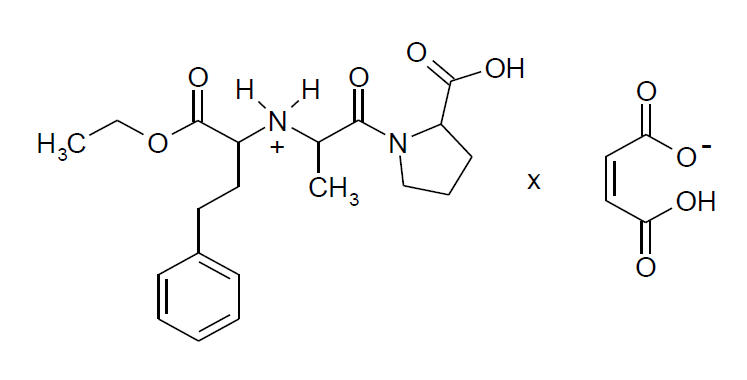 O
H H
O
O OH
H₃C O N + N
CH₃
x
O
O -
OH
O